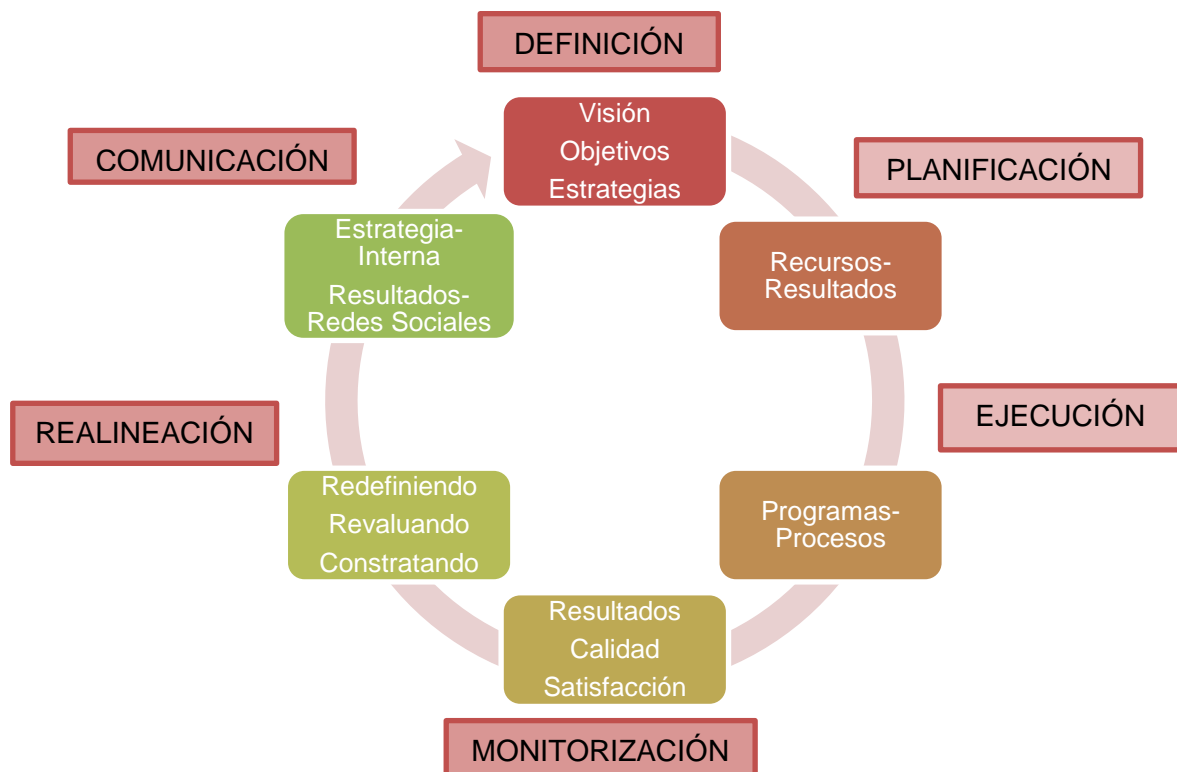 DEFINICIÓN
Visión
Objetivos
Estrategias
PLANIFICACIÓN
Recursos-
Resultados
EJECUCIÓN
Programas-
Procesos
Resultados
Calidad
Satisfacción
MONITORIZACIÓN
Redefiniendo
Revaluando
Constratando
REALINEACIÓN
Estrategia-
Interna
Resultados-
Redes Sociales
COMUNICACIÓN